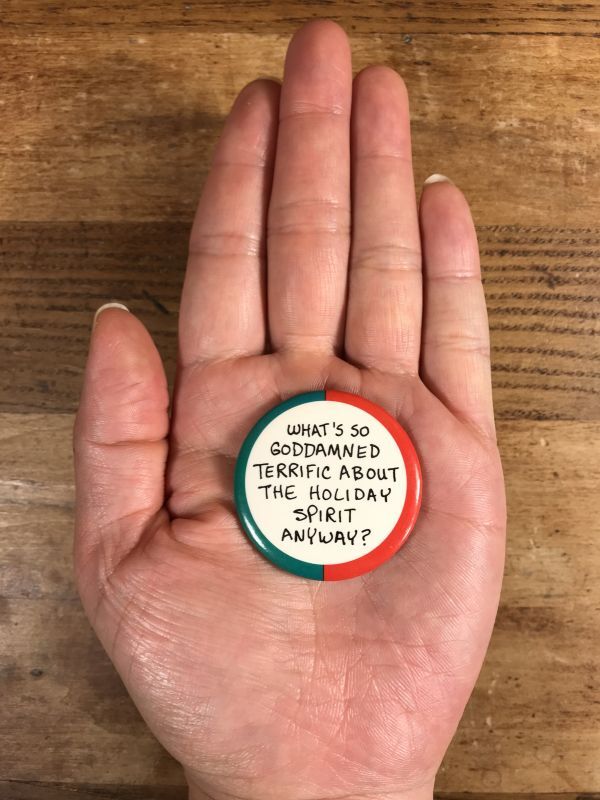 WHAT'S SO
GODDAMNED
TERRIFIC ABOUT
THE HOLIDAY
SPIRIT
ANYWAY?